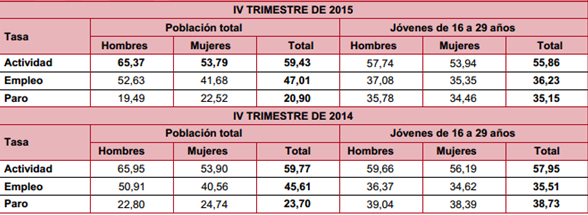 IV TRIMESTRE DE 2015
Tasa Población total Jóvenes de 16 a 29 años
Hombres Mujeres Total Hombres Mujeres Total
Actividad 65,37 53,79 59,43 57,74 53,94 55,86
Empleo 52,63 41,68 47,01 37,08 35,35 36,23
Paro 19,49 22,52 20,90 35,78 34,46 35,15
IV TRIMESTRE DE 2014
Tasa Población total Jóvenes de 16 a 29 años
Hombres Mujeres Total Hombres Mujeres Total
Actividad 65,95 53,90 59,77 59,66 56,19 57,95
Empleo 50,91 40,56 45,61 36,37 34,62 35,51
Paro 22,80 24,74 23,70 39,04 38,39 38,73